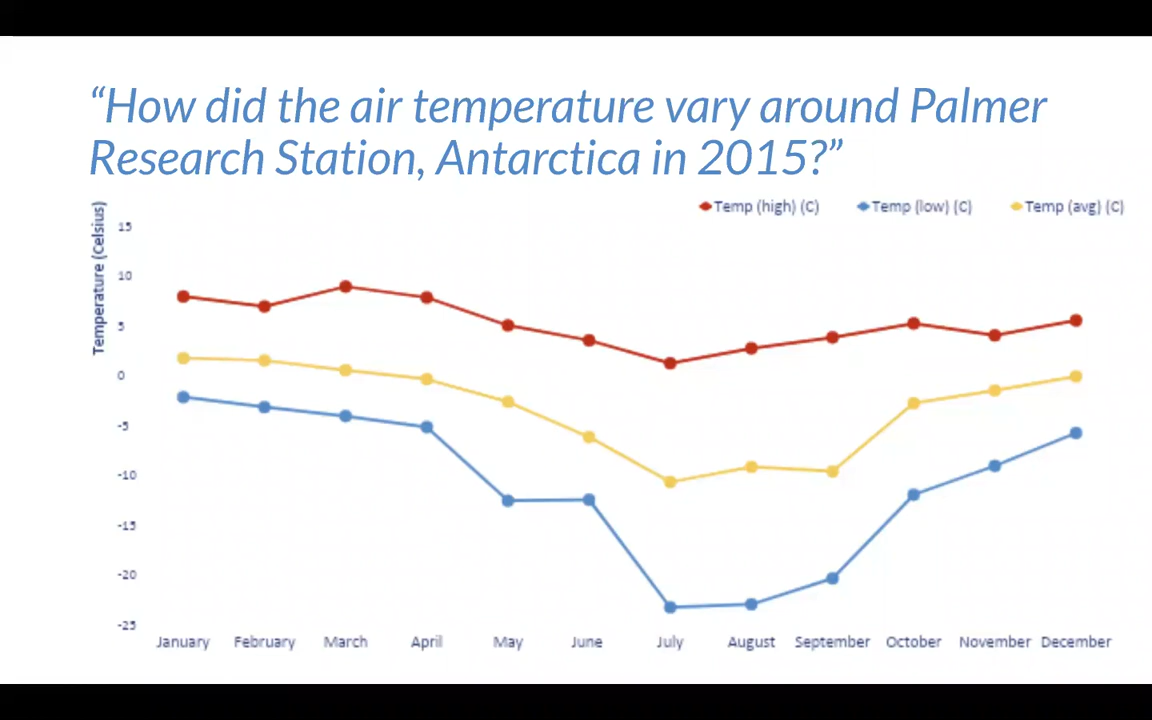 “How did the air temperature vary around Palmer
Research Station, Antarctica in 2015?”
Temp (high) (C) Temp (low) (C) Temp (avg) (C)
Temperature (Celsius)
15
10
5
0
-5
-10
-15
-20
-25
January February March April May June July August September October November December